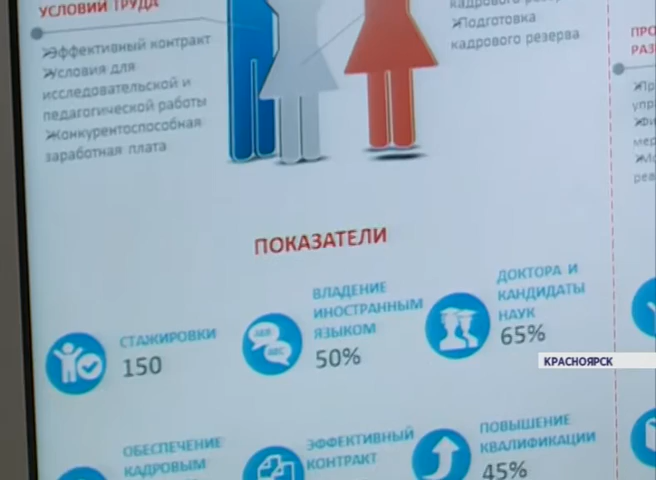 УСЛОВИЙ ТРУДА
Эффективный контракт
Условия для
исследовательской и
педагогической работы
Конкурентоспособная
заработная плата
кадрового
Подготовка
кадрового резерва
ПОКАЗАТЕЛИ
СТАЖИРОВКИ
150
ВЛАДЕНИЕ
ИНОСТРАННЫМ
ЯЗЫКОМ
50%
ДОКТОРА И
КАНДИДАТЫ
НАУК
65%
КРАСНОЯРСК
ОБЕСПЕЧЕНИЕ
КАДРОВЫМ
ЭФФЕКТИВНЫЙ
КОНТРАКТ
ПОВЫШЕНИЕ
КВАЛИФИКАЦИИ
45%